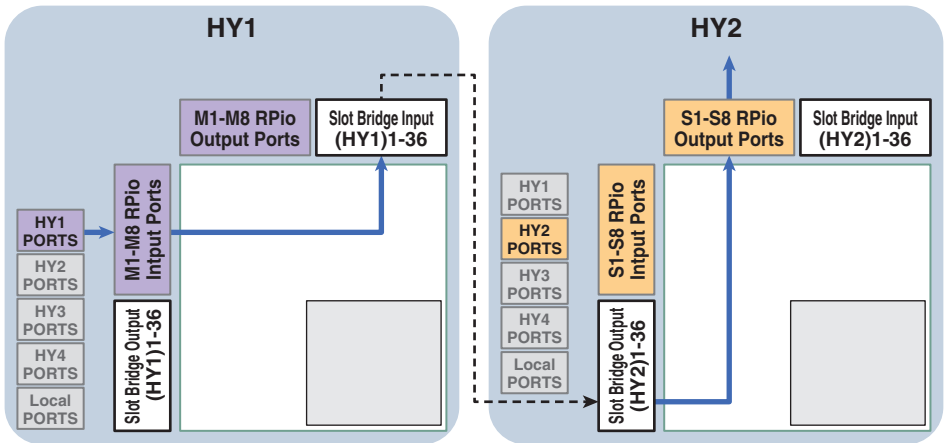 HY1
M1-M8 RPio
Output Ports
Slot Bridge Input
(HY1)1-36
M1-M8 RPio
Intput Ports
HY1
PORTS
HY2
PORTS
HY3
PORTS
HY4
PORTS
Local
PORTS
Slot Bridge Output
(HY1)1-36
HY2
S1-S8 RPio
Output Ports
Slot Bridge Input
(HY2)1-36
S1-S8 RPio
Intput Ports
HY1
PORTS
HY2
PORTS
HY3
PORTS
HY4
PORTS
Local
PORTS
Slot Bridge Output
(HY2)1-36